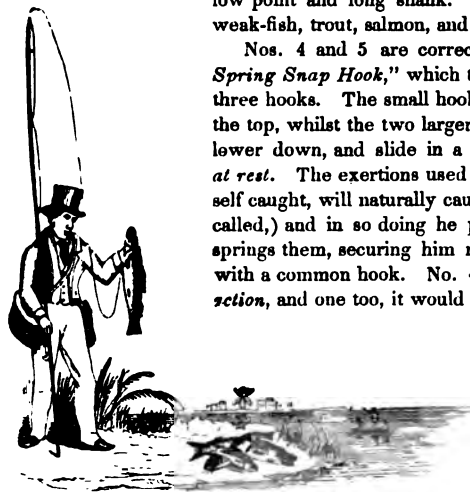 low point and long shank.
weak-fish, trout, salmon, and
Nos. 4 and 5 are correc
Spring Snap Hook," which t
three hooks. The small hool
the top, whilst the two larger
lower down, and slide in a
at rest. The exertions used
self caught, will naturally cau
called,) and in so doing he p
springs them, securing him r
with a common hook. No.
ction, and one too, it would